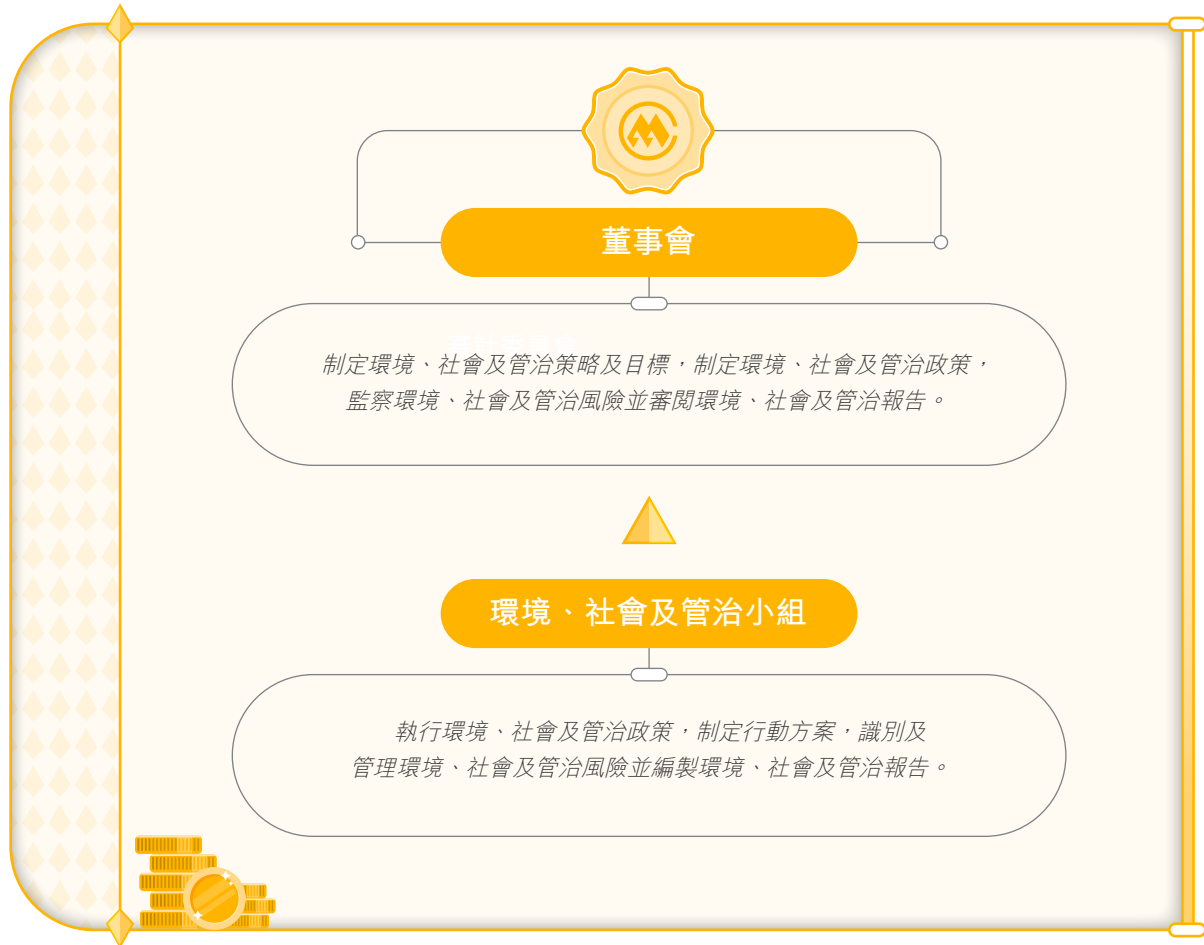 董事會
制定環境、社會及管治策略及目標，制定環境、社會及管治政策，
監察環境、社會及管治風險並審閱環境、社會及管治報告。
環境、社會及管治小組
執行環境、社會及管治政策，制定行動方案，識別及
管理環境、社會及管治風險並編製環境、社會及管治報告。